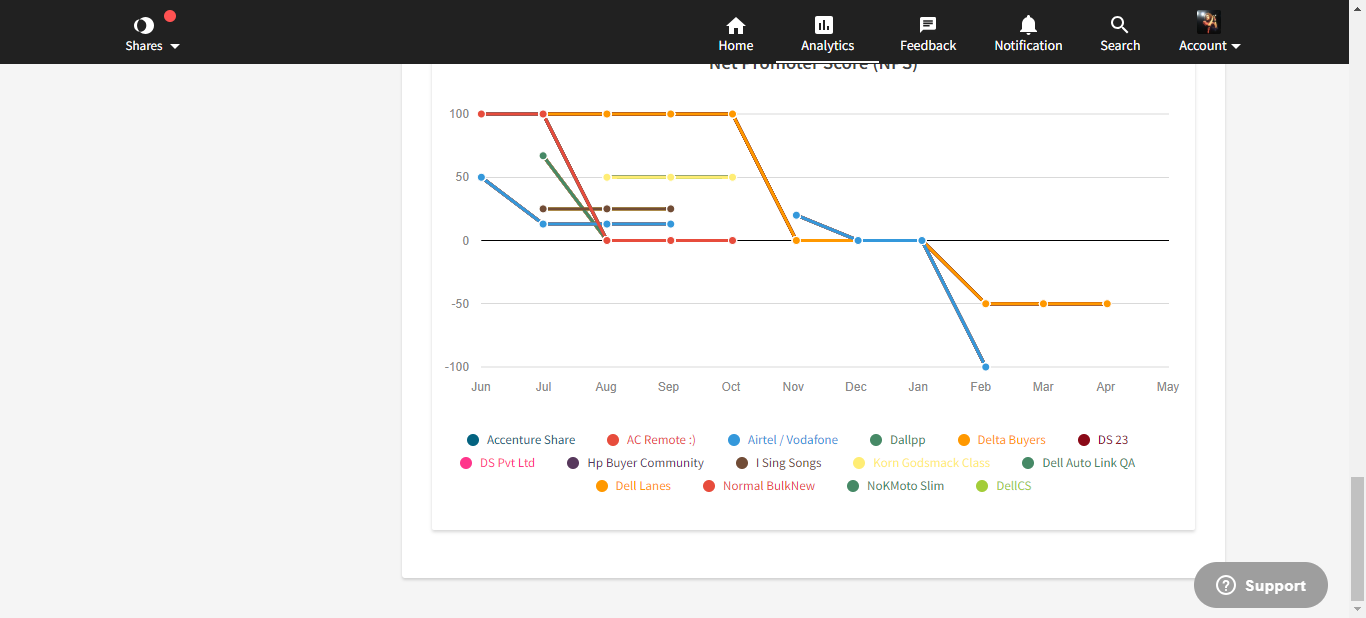 Shares Home Analytics Feedback Notification Search Account
Net Promoter Score (NPS)
100
50
0
-50
-100
Jun Jul Aug Sep Oct Nov Dec Jan Feb Mar Apr May
Accenture Share AC Remote :) Airtel / Vodafone Dallpp Delta Buyers DS 23
DS Pvt Ltd Hp Buyer Community I Sing Songs Korn Godsmack Class Dell Auto Link QA
Dell Lanes Normal BulkNew NoKMoto Slim DellCS
Support